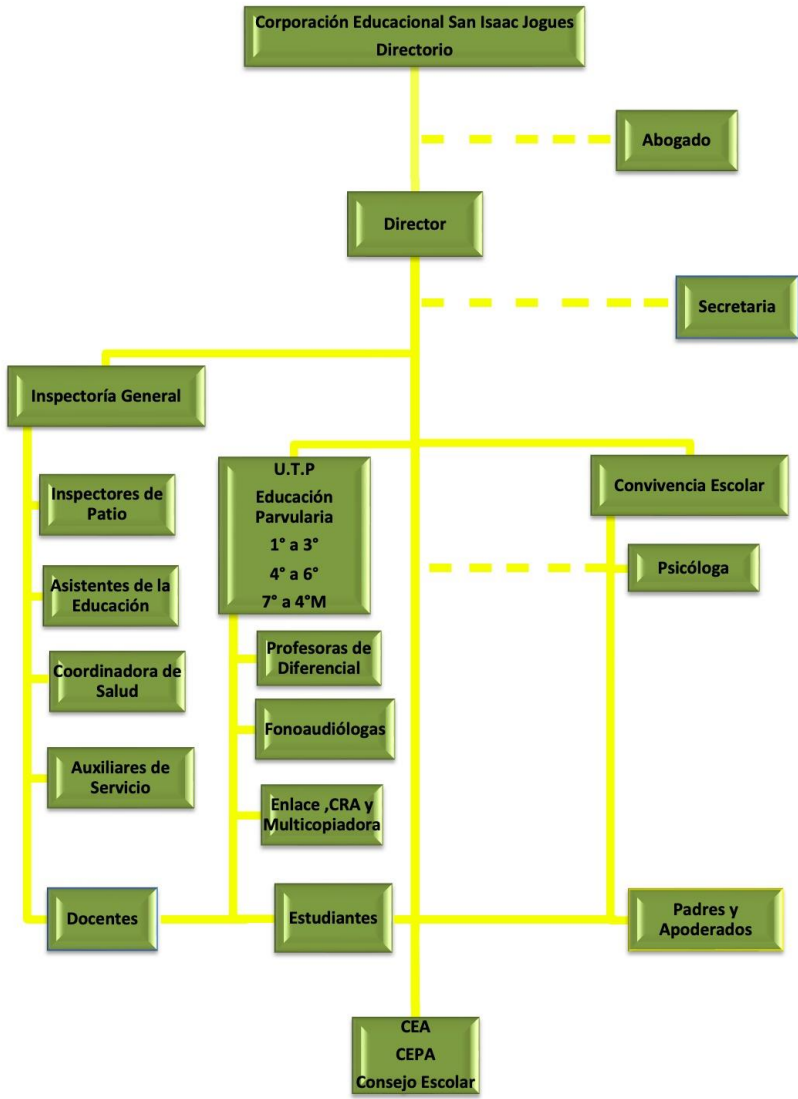 Corporación Educacional San Isaac Jogues
Directorio
Abogado
Director
Secretaria
Inspectoría General
U.T.P
Educación
Parvularia
1° a 3°
4° a 6°
7° a 4°M
Convivencia Escolar
Inspectores de
Patio
Psicóloga
Asistentes de la
Educación
Profesoras de
Diferencial
Coordinadora de
Salud
Fonoaudiólogas
Auxiliares de
Servicio
Enlace ,CRA y
Multicopiadora
Docentes
Estudiantes
Padres y
Apoderados
CEA
CEPA
Consejo Escolar